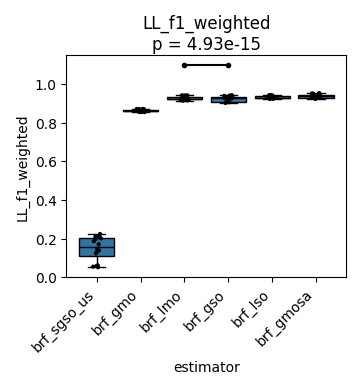 LL_f1_weighted
p = 4.93e-15
LL_f1_weighted
1.0
0.8
0.6
0.4
0.2
0.0
brf_sgso_us
brf_gmo
brf_lmo
brf_gso
brf_lso
brf_gmosa
estimator